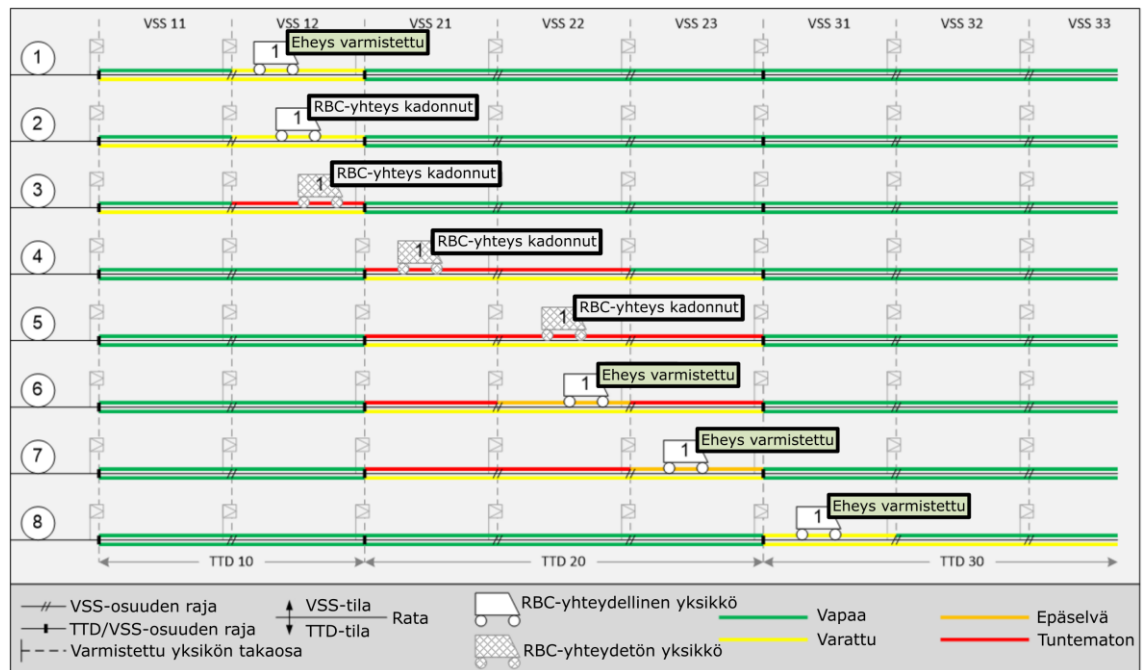 VSS 11 VSS 12 VSS 21 VSS 22 VSS 23 VSS 31 VSS 32 VSS 33
1 1 Eheys varmistettu
2 1 RBC-yhteys kadonnut
3 1 RBC-yhteys kadonnut
4 1 RBC-yhteys kadonnut
5 1 RBC-yhteys kadonnut
6 1 Eheys varmistettu
7 1 Eheys varmistettu
8 1 Eheys varmistettu
TTD 10 TTD 20 TTD 30
VSS-osuuden raja
TTD/VSS-osuuden raja
Varmistettu yksikön takaosa
VSS-tila
Rata
TTD-tila
RBC-yhteydellinen yksikkö
RBC-yhteydetön yksikkö
Vapaa
Varattu
Epäselvä
Tuntematon